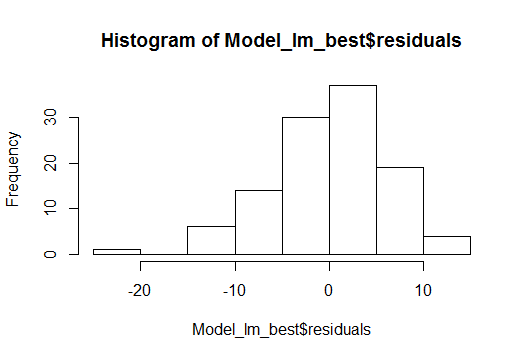 Histogram of Model_lm_best$residuals
Frequency
30
20
10
0
-20 -10 0 10
Model_lm_best$residuals